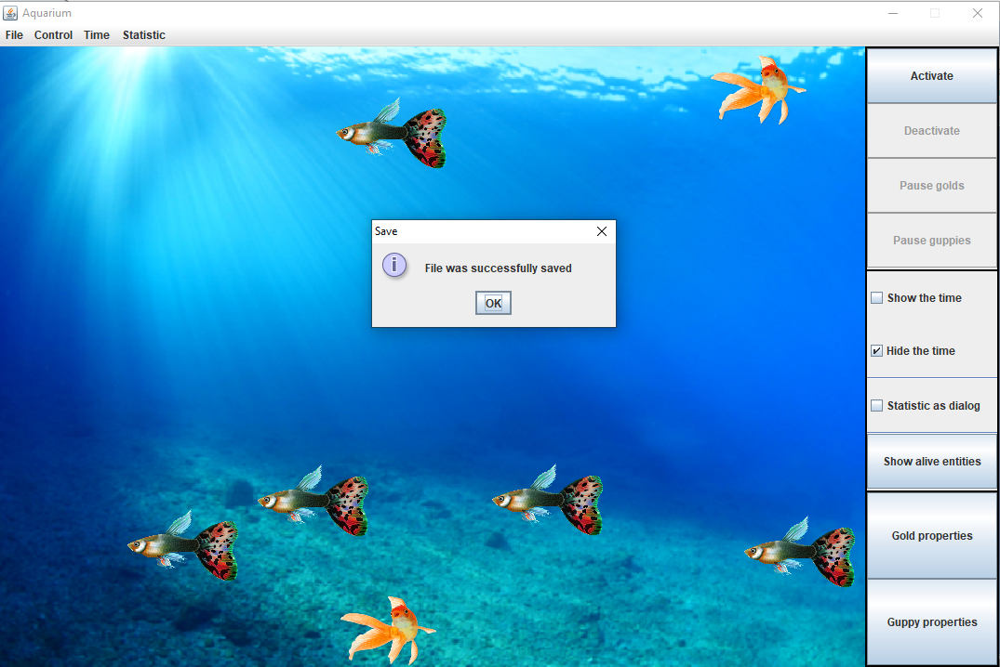 Aquarium
File Control Time Statistic
Activate
Deactivate
Pause golds
Pause guppies
Save
File was successfully saved
OK
Show the time
Hide the time
Statistic as dialog
Show alive entities
Gold properties
Guppy properties